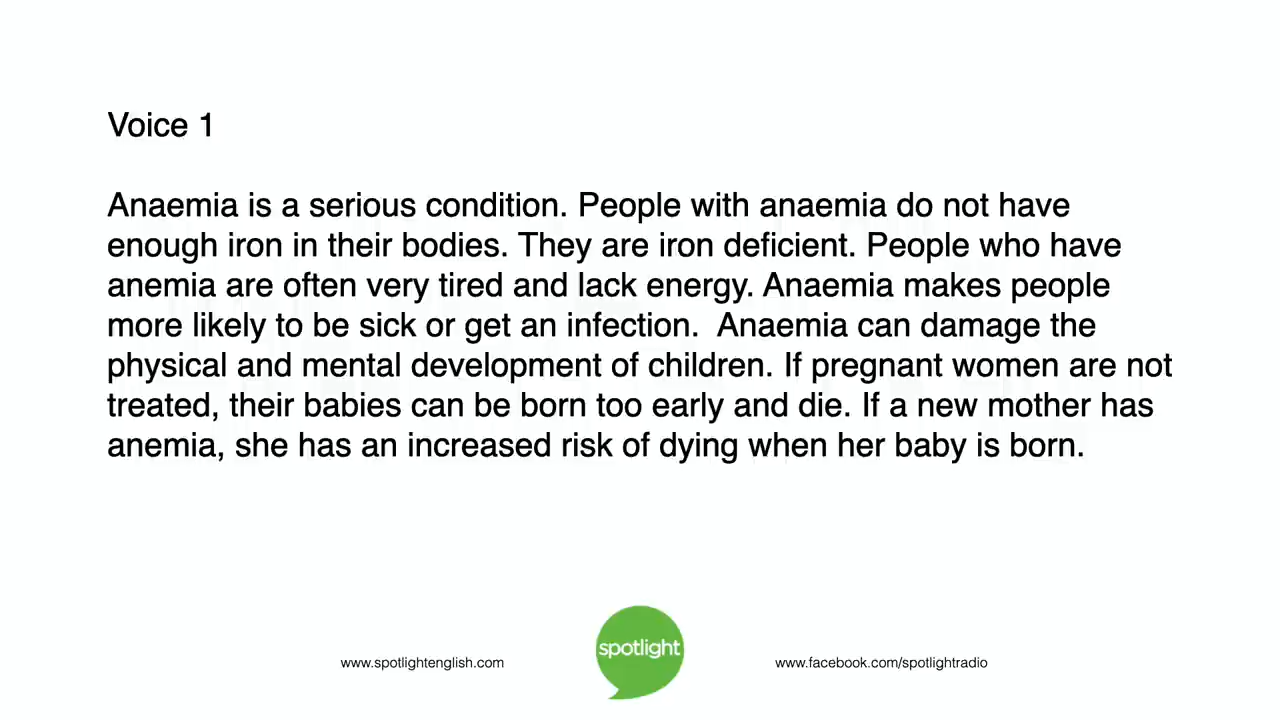 Voice 1
Anaemia is a serious condition. People with anaemia do not have
enough iron in their bodies. They are iron deficient. People who have
anemia are often very tired and lack energy. Anaemia makes people
more likely to be sick or get an infection.  Anaemia can damage the
physical and mental development of children. If pregnant women are not
treated, their babies can be born too early and die. If a new mother has
anemia, she has an increased risk of dying when her baby is born.
www.spotlightenglish.com
spotlight
www.facebook.com/spotlightradio